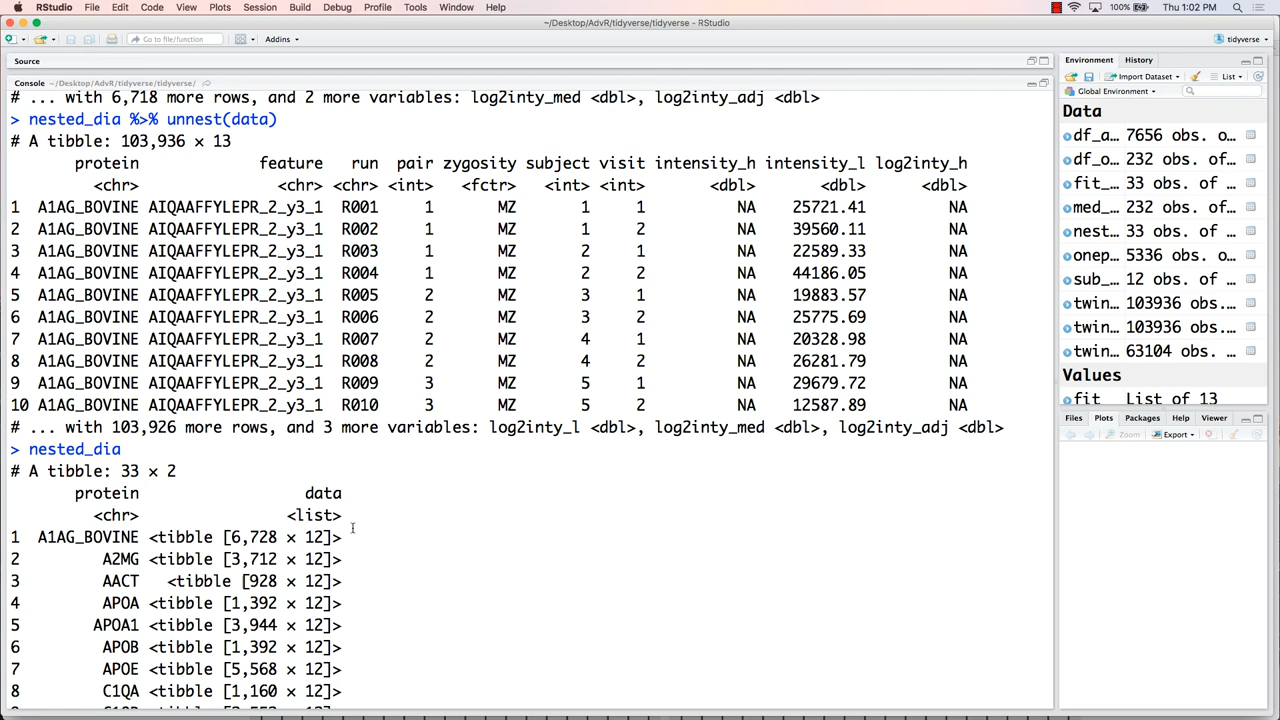 RStudio File Edit Code View Plots Session Build Debug Profile Tools Window Help 100% Thu 1:02 PM
~/Desktop/AdvR/tidyverse/tidyverse - RStudio
Go to file/function Addins tidyverse
Source
Console ~/Desktop/AdvR/tidyverse/tidyverse/
# ... with 6,718 more rows, and 2 more variables: log2inty_med <dbl>, log2inty_adj <dbl>
> nested_dia %>% unnest(data)
# A tibble: 103,936 × 13
protein feature run pair zygosity subject visit intensity_h intensity_l log2inty_h
<chr> <chr> <chr> <int> <fctr> <int> <int> <dbl> <dbl> <dbl>
1 A1AG_BOVINE AIQAAFFYLEPR_2_y3_1 R001 1 MZ 1 1 NA 25721.41 NA
2 A1AG_BOVINE AIQAAFFYLEPR_2_y3_1 R002 1 MZ 1 2 NA 39560.11 NA
3 A1AG_BOVINE AIQAAFFYLEPR_2_y3_1 R003 1 MZ 2 1 NA 22589.33 NA
4 A1AG_BOVINE AIQAAFFYLEPR_2_y3_1 R004 1 MZ 2 2 NA 44186.05 NA
5 A1AG_BOVINE AIQAAFFYLEPR_2_y3_1 R005 2 MZ 3 1 NA 19883.57 NA
6 A1AG_BOVINE AIQAAFFYLEPR_2_y3_1 R006 2 MZ 3 2 NA 25775.69 NA
7 A1AG_BOVINE AIQAAFFYLEPR_2_y3_1 R007 2 MZ 4 1 NA 20328.98 NA
8 A1AG_BOVINE AIQAAFFYLEPR_2_y3_1 R008 2 MZ 4 2 NA 26281.79 NA
9 A1AG_BOVINE AIQAAFFYLEPR_2_y3_1 R009 3 MZ 5 1 NA 29679.72 NA
10 A1AG_BOVINE AIQAAFFYLEPR_2_y3_1 R010 3 MZ 5 2 NA 12587.89 NA
# ... with 103,926 more rows, and 3 more variables: log2inty_l <dbl>, log2inty_med <dbl>, log2inty_adj <dbl>
> nested_dia
# A tibble: 33 × 2
protein data
<chr> <list>
1 A1AG_BOVINE <tibble [6,728 × 12]>
2 A2MG <tibble [3,712 × 12]>
3 AACT <tibble [928 × 12]>
4 APOA <tibble [1,392 × 12]>
5 APOA1 <tibble [3,944 × 12]>
6 APOB <tibble [1,392 × 12]>
7 APOE <tibble [5,568 × 12]>
8 C1QA <tibble [1,160 × 12]>
Environment History
Import Dataset List
Global Environment
Data
df_a... 7656 obs. o...
df_o... 232 obs. of...
fit_... 33 obs. of ...
med_... 232 obs. of...
nest... 33 obs. of ...
onep... 5336 obs. o...
sub_... 12 obs. of ...
twin... 103936 obs....
twin... 103936 obs....
twin... 63104 obs. ...
Values
fit List of 13
Files Plots Packages Help Viewer
Zoom Export